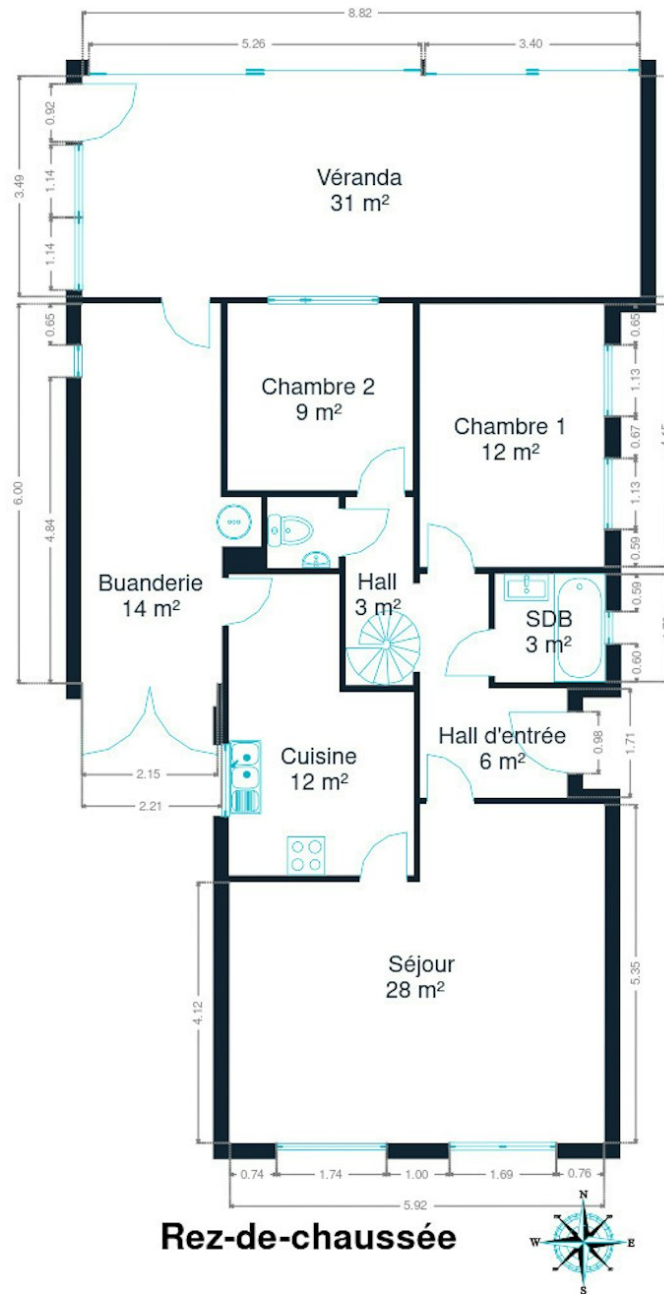 8.82
5.26
3.40
0.92
3.49
1.14
1.14
Véranda
31 m²
0.65
0.65
1.13
Chambre 2
9 m²
Chambre 1
12 m²
0.67
6.00
4.84
1.13
0.59
Buanderie
14 m²
Hall
3 m²
SDB
3 m²
0.59
0.60
Hall d'entrée
6 m²
0.98
1.71
Cuisine
12 m²
2.15
2.21
Séjour
28 m²
4.12
5.35
0.74
1.74
1.00
1.69
0.76
5.92
Rez-de-chaussée
N
W
E
S